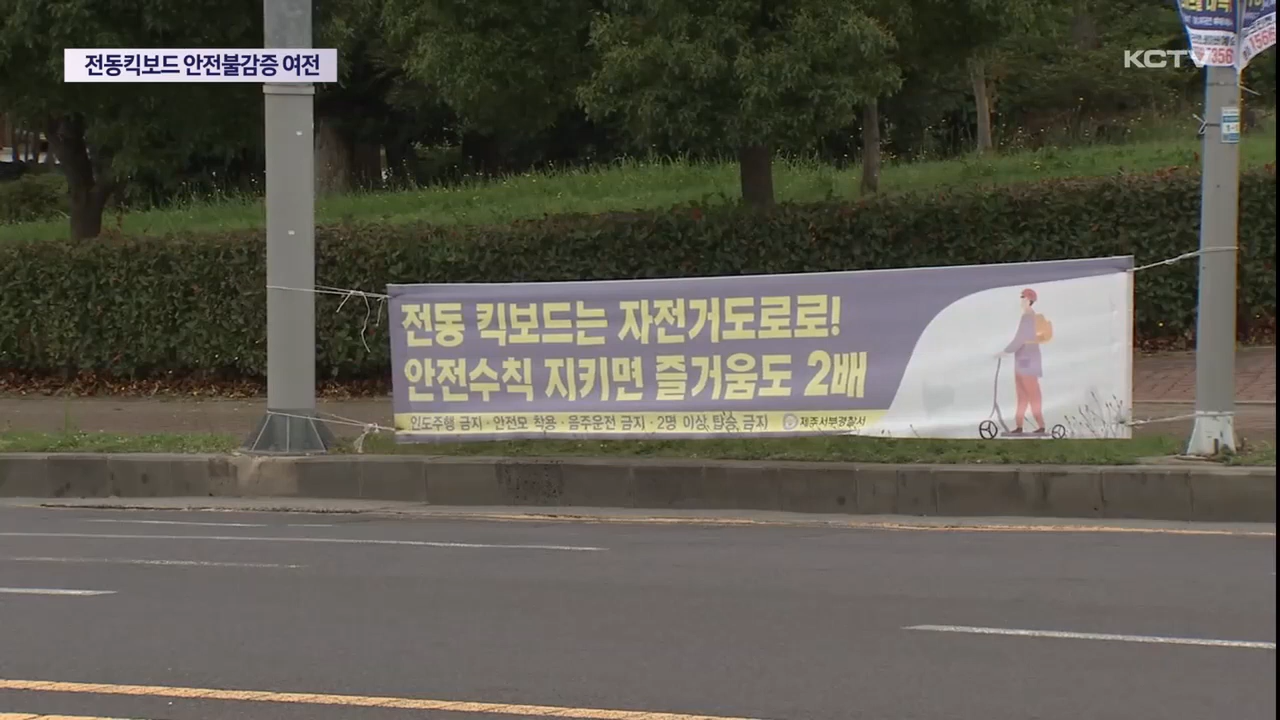 전동킥보드 안전불감증 여전
KCTV
1566
7356
전동 킥보드는 자전거도로로!
안전수칙 지키면 즐거움도 2배
인도주행 금지·안전모 착용·음주운전 금지·2명 이상 탑승 금지
제주서부경찰서